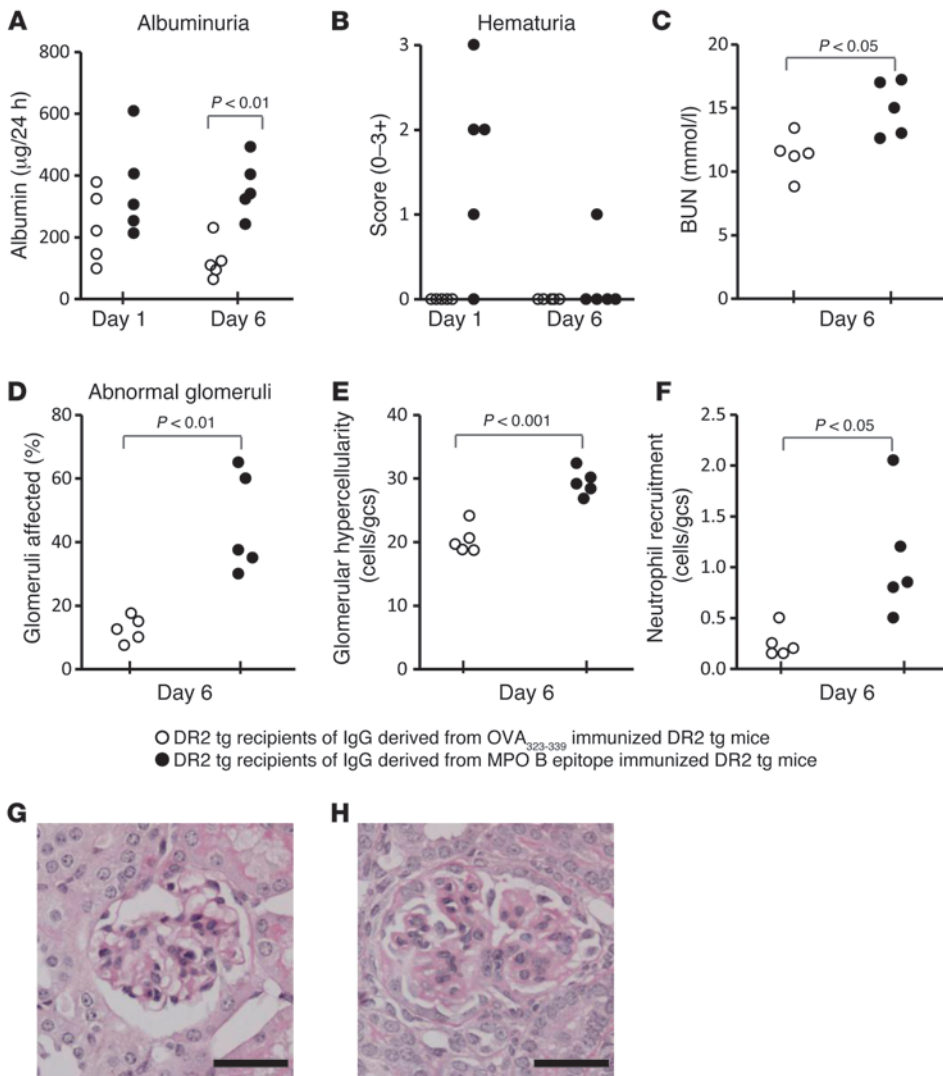 A Albuminuria
Albumin (μg/24 h)
800
600
400
200
0
P < 0.01
Day 1 Day 6
B Hematuria
Score (0–3+)
3
2
1
0
Day 1 Day 6
C
BUN (mmol/l)
20
15
10
5
0
P < 0.05
Day 6
D Abnormal glomeruli
Glomeruli affected (%)
80
60
40
20
0
P < 0.01
Day 6
E
Glomerular hypercellularity
(cells/gcs)
40
30
20
10
0
P < 0.001
Day 6
F
Neutrophil recruitment
(cells/gcs)
2.5
2.0
1.5
1.0
0.5
0.0
P < 0.05
Day 6
DR2 tg recipients of IgG derived from OVA323-339 immunized DR2 tg mice
DR2 tg recipients of IgG derived from MPO B epitope immunized DR2 tg mice
G
H